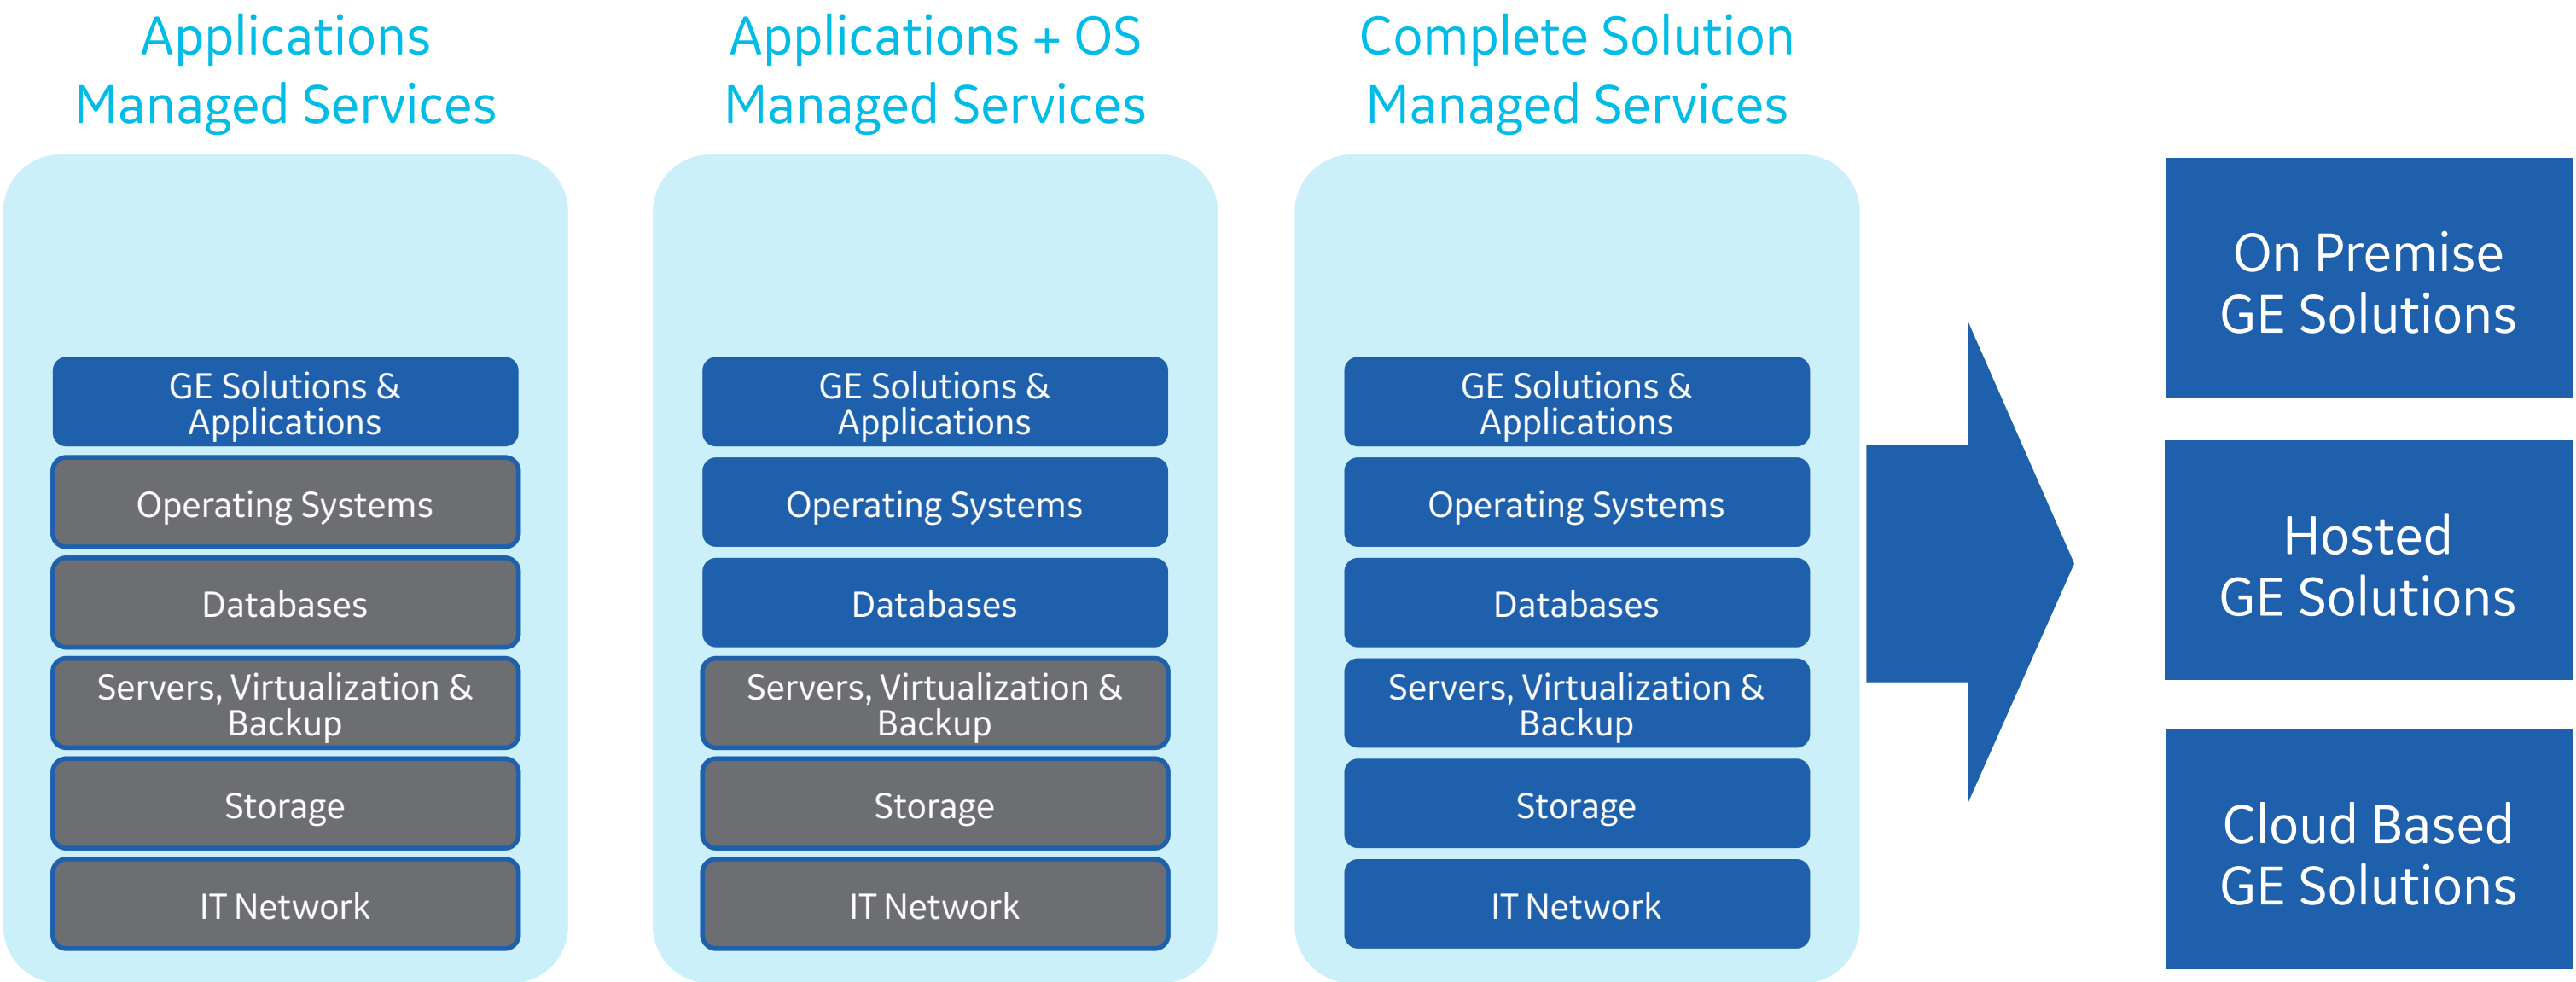 Applications
Managed Services
GE Solutions &
Applications
Operating Systems
Databases
Servers, Virtualization &
Backup
Storage
IT Network
Applications + OS
Managed Services
GE Solutions &
Applications
Operating Systems
Databases
Servers, Virtualization &
Backup
Storage
IT Network
Complete Solution
Managed Services
GE Solutions &
Applications
Operating Systems
Databases
Servers, Virtualization &
Backup
Storage
IT Network
On Premise
GE Solutions
Hosted
GE Solutions
Cloud Based
GE Solutions